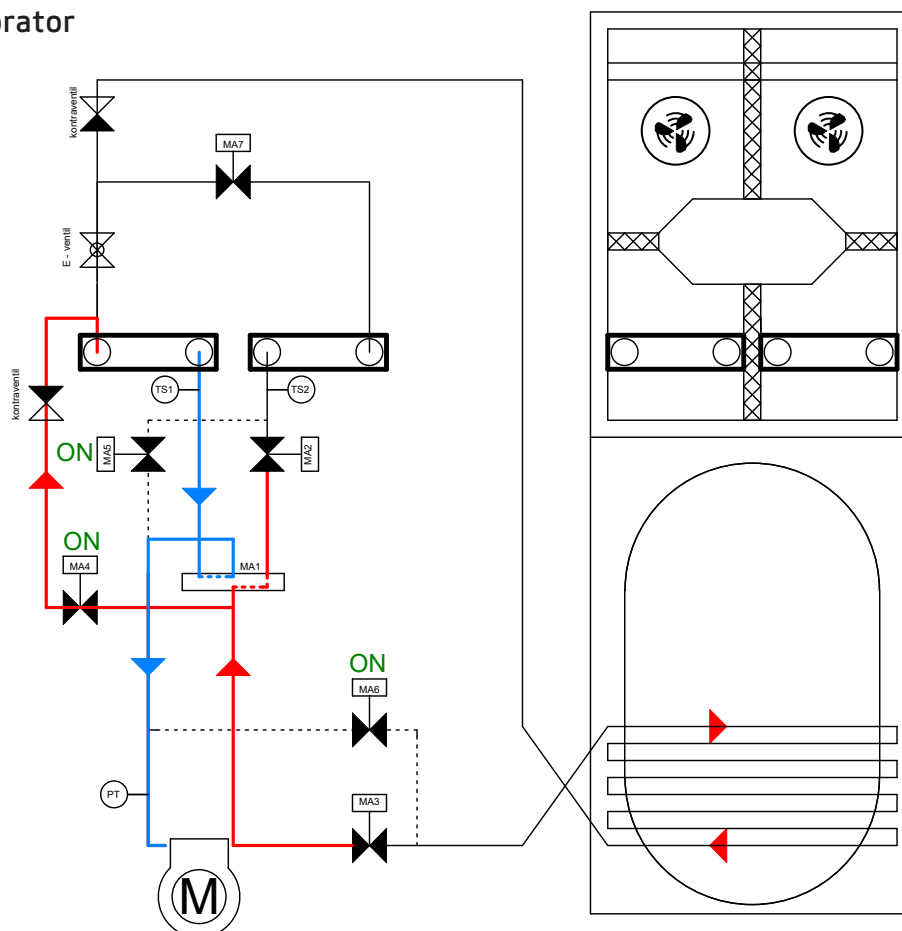 orator
kontraventil
MA7
E - ventil
TS1
TS2
kontraventil
ON
MA5
MA2
ON
MA4
MA1
ON
MA6
PT
MA3
M